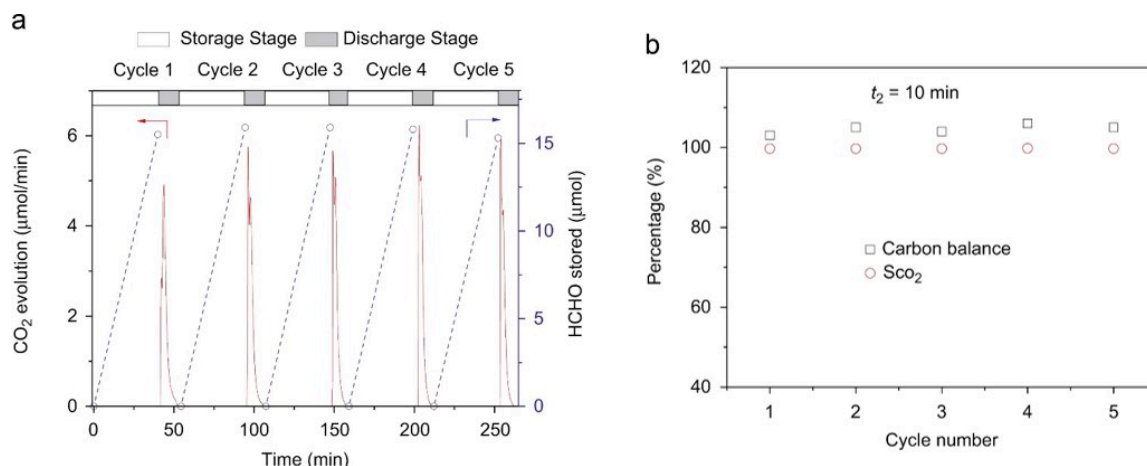 a
Storage Stage Discharge Stage
Cycle 1 Cycle 2 Cycle 3 Cycle 4 Cycle 5
6
4
2
0
CO₂ evolution (μmol/min)
15
10
5
0
HCHO stored (μmol)
0 50 100 150 200 250
Time (min)
b
120
100
80
60
40
Percentage (%)
t₂ = 10 min
Carbon balance
Sco₂
1 2 3 4 5
Cycle number